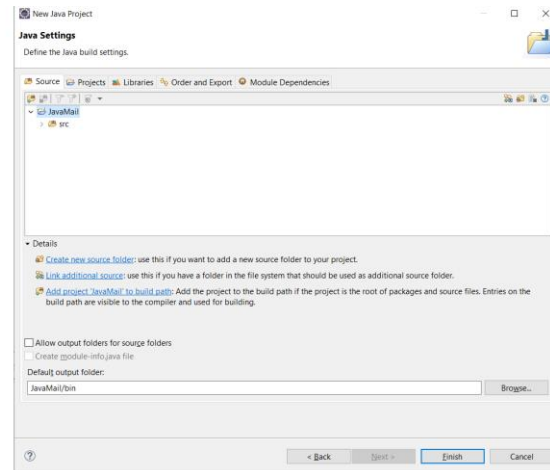 New Java Project
Java Settings
Define the Java build settings.
Source Projects Libraries Order and Export Module Dependencies
JavaMail
src
Details
Create new source folder: use this if you want to add a new source folder to your project.
Link additional source: use this if you have a folder in the file system that should be used as additional source folder.
Add project 'JavaMail' to build path: Add the project to the build path if the project is the root of packages and source files. Entries on the
build path are visible to the compiler and used for building.
Allow output folders for source folders
Create module-info.java file
Default output folder:
JavaMail/bin Browse...
< Back Next > Finish Cancel